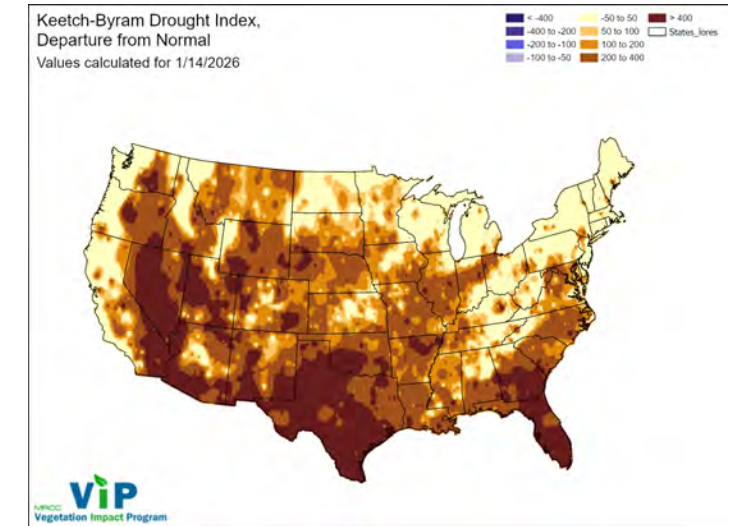 Keetch-Byram Drought Index,
Departure from Normal
Values calculated for 1/14/2026
< -400
-400 to -200
-200 to -100
-100 to -50
-50 to 50
50 to 100
100 to 200
200 to 400
> 400
States_lores
MRCC
ViP
Vegetation Impact Program